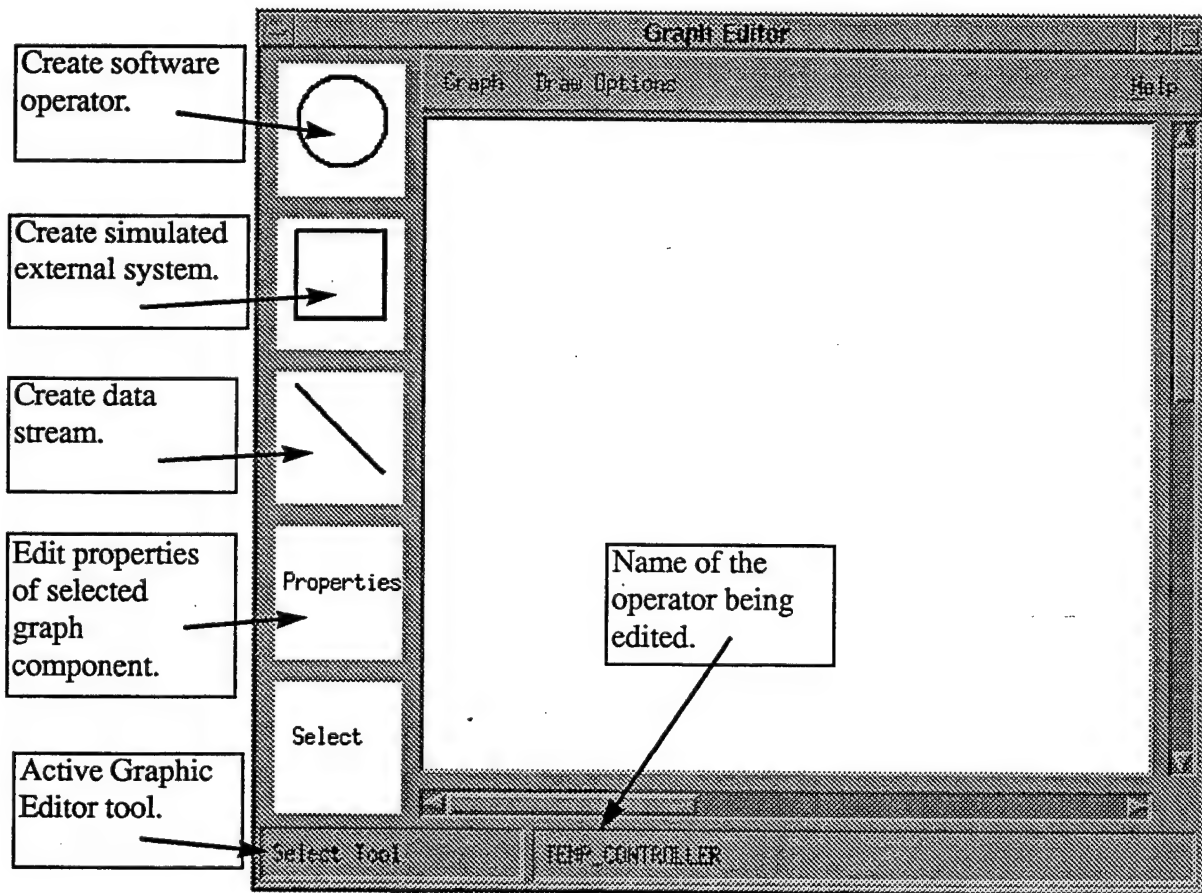 Graph Editor
Graph Draw Options Help
Create software
operator.
Create simulated
external system.
Create data
stream.
Edit properties
of selected
graph
component.
Properties
Name of the
operator being
edited.
Select
Active Graphic
Editor tool.
Select Tool
TEMP_CONTROLLER